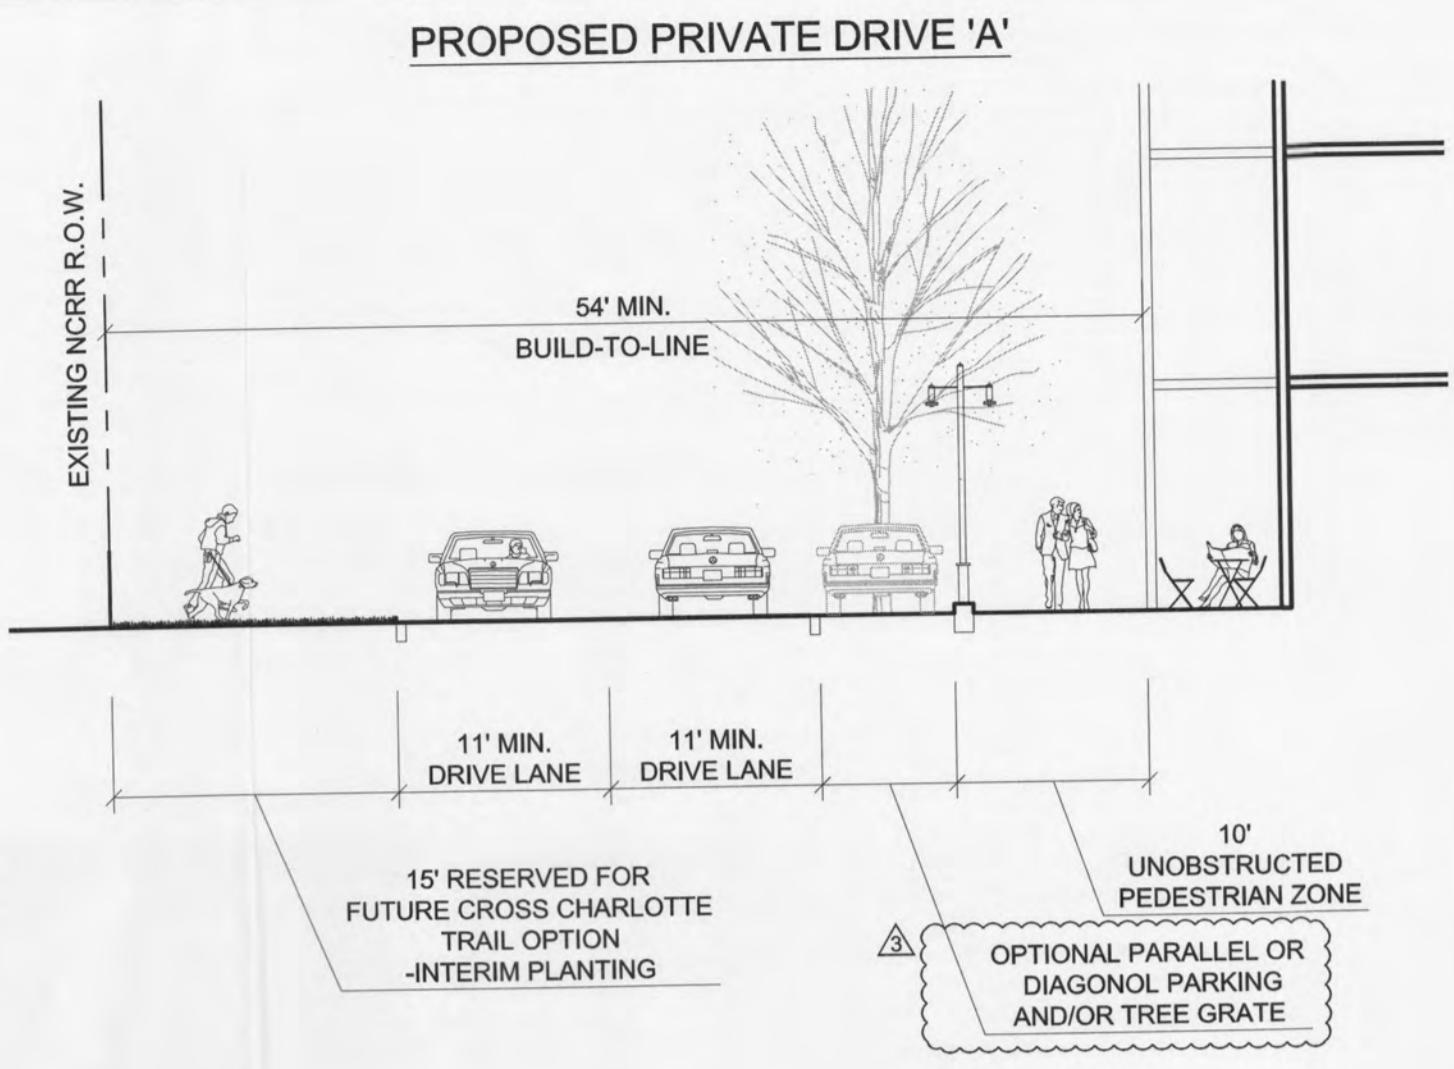 PROPOSED PRIVATE DRIVE 'A'
EXISTING NCRR R.O.W.
54' MIN.
BUILD-TO-LINE
11' MIN.
DRIVE LANE
11' MIN.
DRIVE LANE
15' RESERVED FOR
FUTURE CROSS CHARLOTTE
TRAIL OPTION
-INTERIM PLANTING
10'
UNOBSTRUCTED
PEDESTRIAN ZONE
3
OPTIONAL PARALLEL OR
DIAGONOL PARKING
AND/OR TREE GRATE